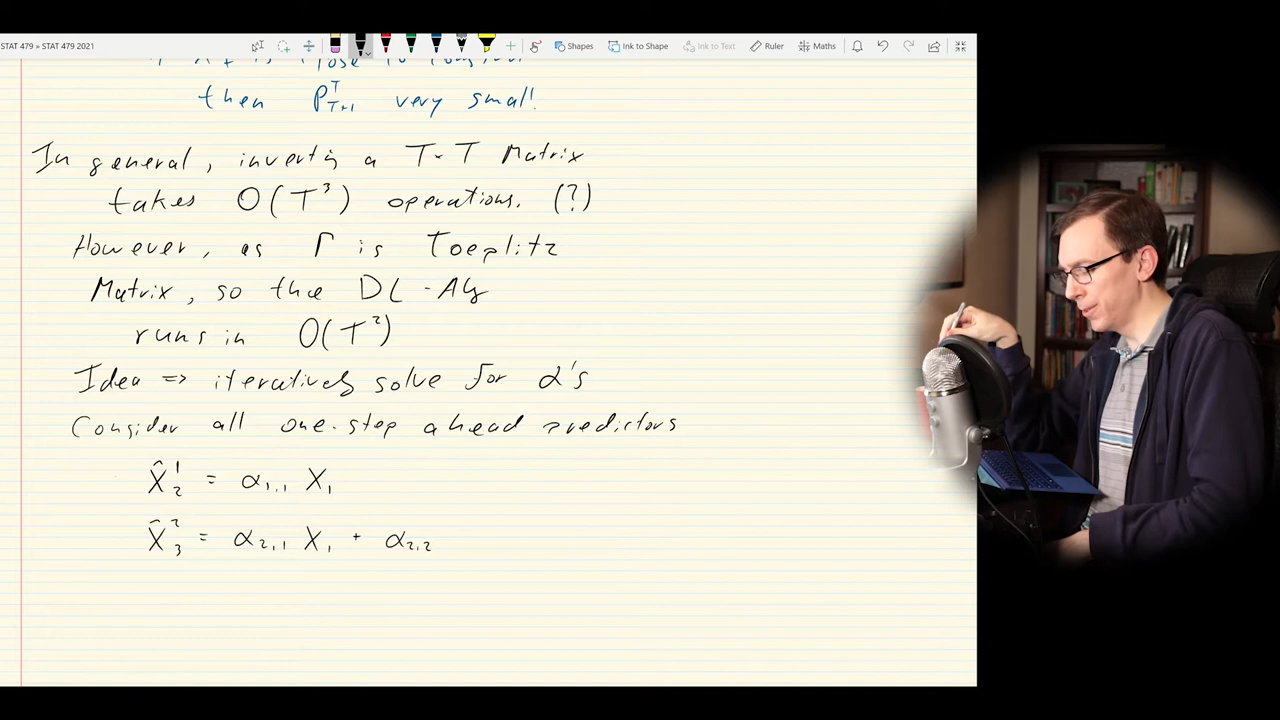 STAT 479 » STAT 479 2021
Shapes
Ink to Shape
Ink to Text
Ruler
Maths
then P^T_{T+1} very small!
In general, inverting a T×T Matrix
takes O(T³) operations. (?)
However, as Γ is Toeplitz
Matrix, so the DL-Alg
runs in O(T²)
Idea => iteratively solve for α's
Consider all one-step ahead predictors
X̂^1_2 = α_{1,1} X_1
X̂^2_3 = α_{2,1} X_1 + α_{2,2}